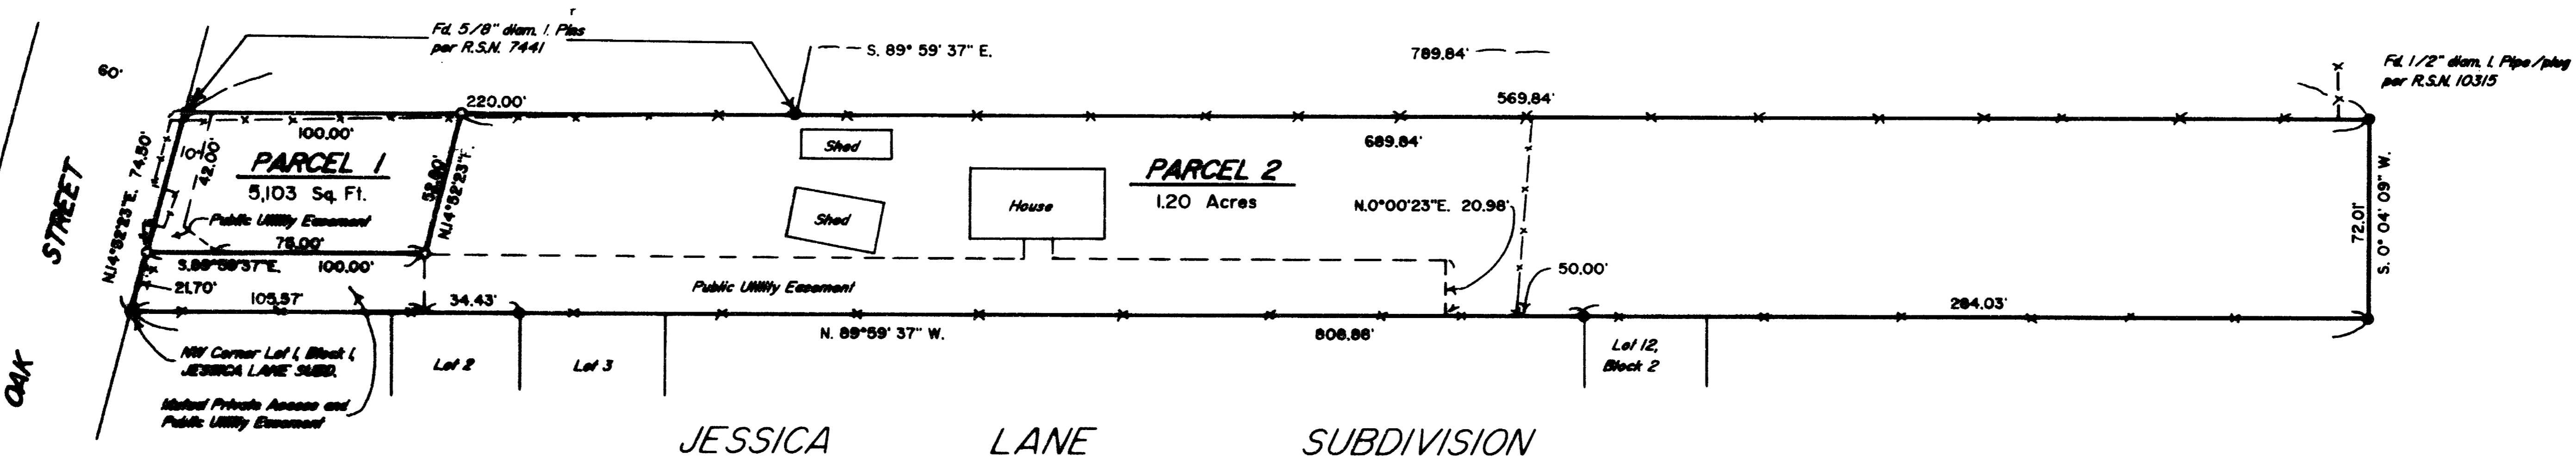 Fd. 5/8" diam. I. Pins
per R.S.N. 7441
S. 89° 59' 37" E.
789.84'
Fd. 1/2" diam. I. Pipe/plug
per R.S.N. 10315
60'
220.00'
569.84'
100.00'
689.84'
Shed
10'
42.00'
PARCEL 1
5,103 Sq. Ft.
Public Utility Easement
N.14°52'23"E. 74.50'
52.80'
N.14°52'23"E.
PARCEL 2
1.20 Acres
House
Shed
N.0°00'23"E. 20.98'
72.01'
S. 0° 04' 09" W.
STREET
75.00'
S.89°59'37"E. 100.00'
21.70'
50.00'
Public Utility Easement
105.57'
34.43'
284.03'
N. 89°59' 37" W.
808.86'
NW Corner Lot 1, Block 1,
JESSICA LANE SUBD.
Lot 2
Lot 3
Lot 12,
Block 2
OAK
Mutual Private Access and
Public Utility Easement
JESSICA LANE SUBDIVISION